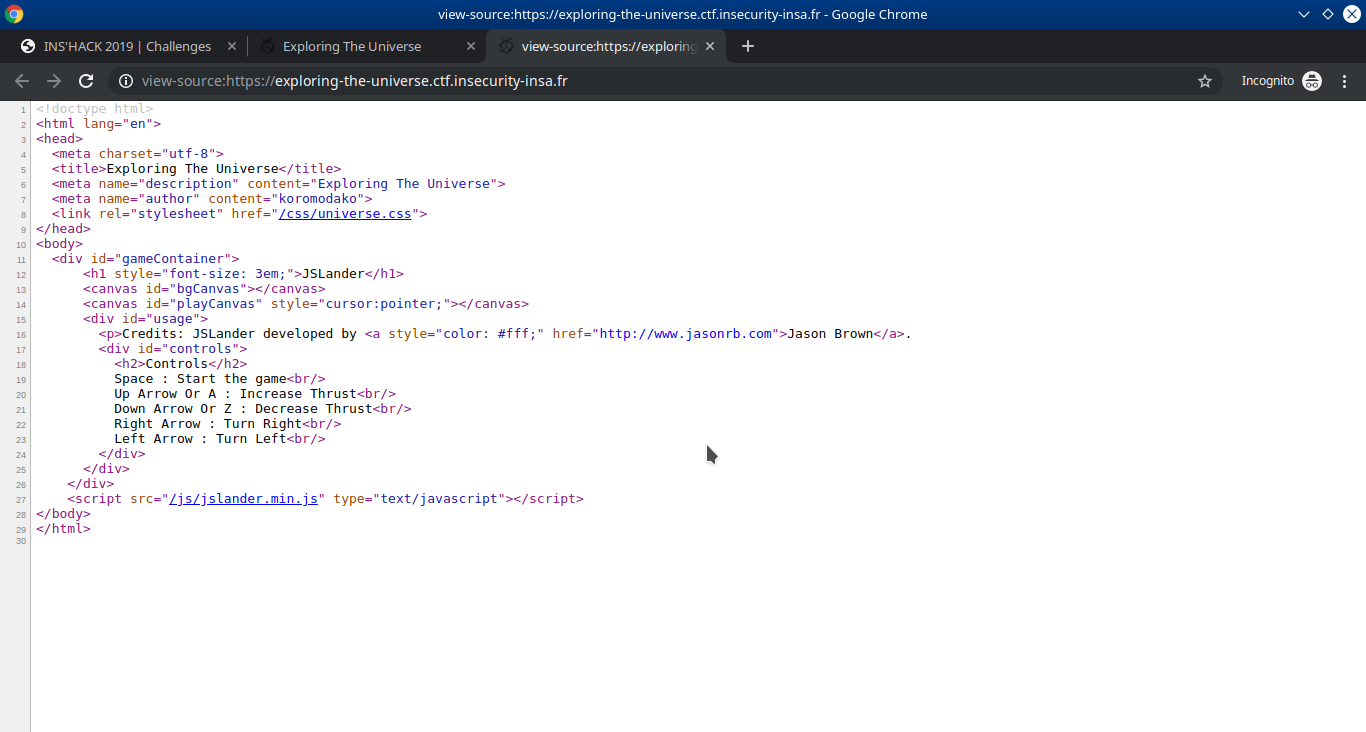 view-source:https://exploring-the-universe.ctf.insecurity-insa.fr - Google Chrome
INS'HACK 2019 | Challenges
Exploring The Universe
view-source:https://exploring
view-source:https://exploring-the-universe.ctf.insecurity-insa.fr
Incognito
1 <!doctype html>
2 <html lang="en">
3 <head>
4 <meta charset="utf-8">
5 <title>Exploring The Universe</title>
6 <meta name="description" content="Exploring The Universe">
7 <meta name="author" content="koromodako">
8 <link rel="stylesheet" href="/css/universe.css">
9 </head>
10 <body>
11 <div id="gameContainer">
12 <h1 style="font-size: 3em;">JSLander</h1>
13 <canvas id="bgCanvas"></canvas>
14 <canvas id="playCanvas" style="cursor:pointer;"></canvas>
15 <div id="usage">
16 <p>Credits: JSLander developed by <a style="color: #fff;" href="http://www.jasonrb.com">Jason Brown</a>.
17 <div id="controls">
18 <h2>Controls</h2>
19 Space : Start the game<br/>
20 Up Arrow Or A : Increase Thrust<br/>
21 Down Arrow Or Z : Decrease Thrust<br/>
22 Right Arrow : Turn Right<br/>
23 Left Arrow : Turn Left<br/>
24 </div>
25 </div>
26 </div>
27 <script src="/js/jslander.min.js" type="text/javascript"></script>
28 </body>
29 </html>
30